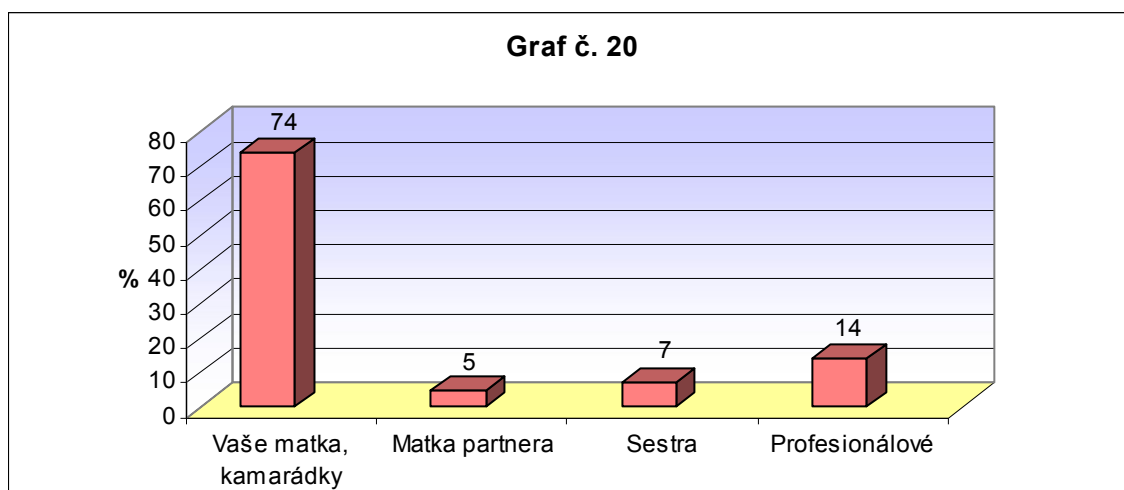 Graf č. 20
%
80
70
60
50
40
30
20
10
0
74
5
7
14
Vaše matka,
kamarádky
Matka partnera
Sestra
Profesionálové